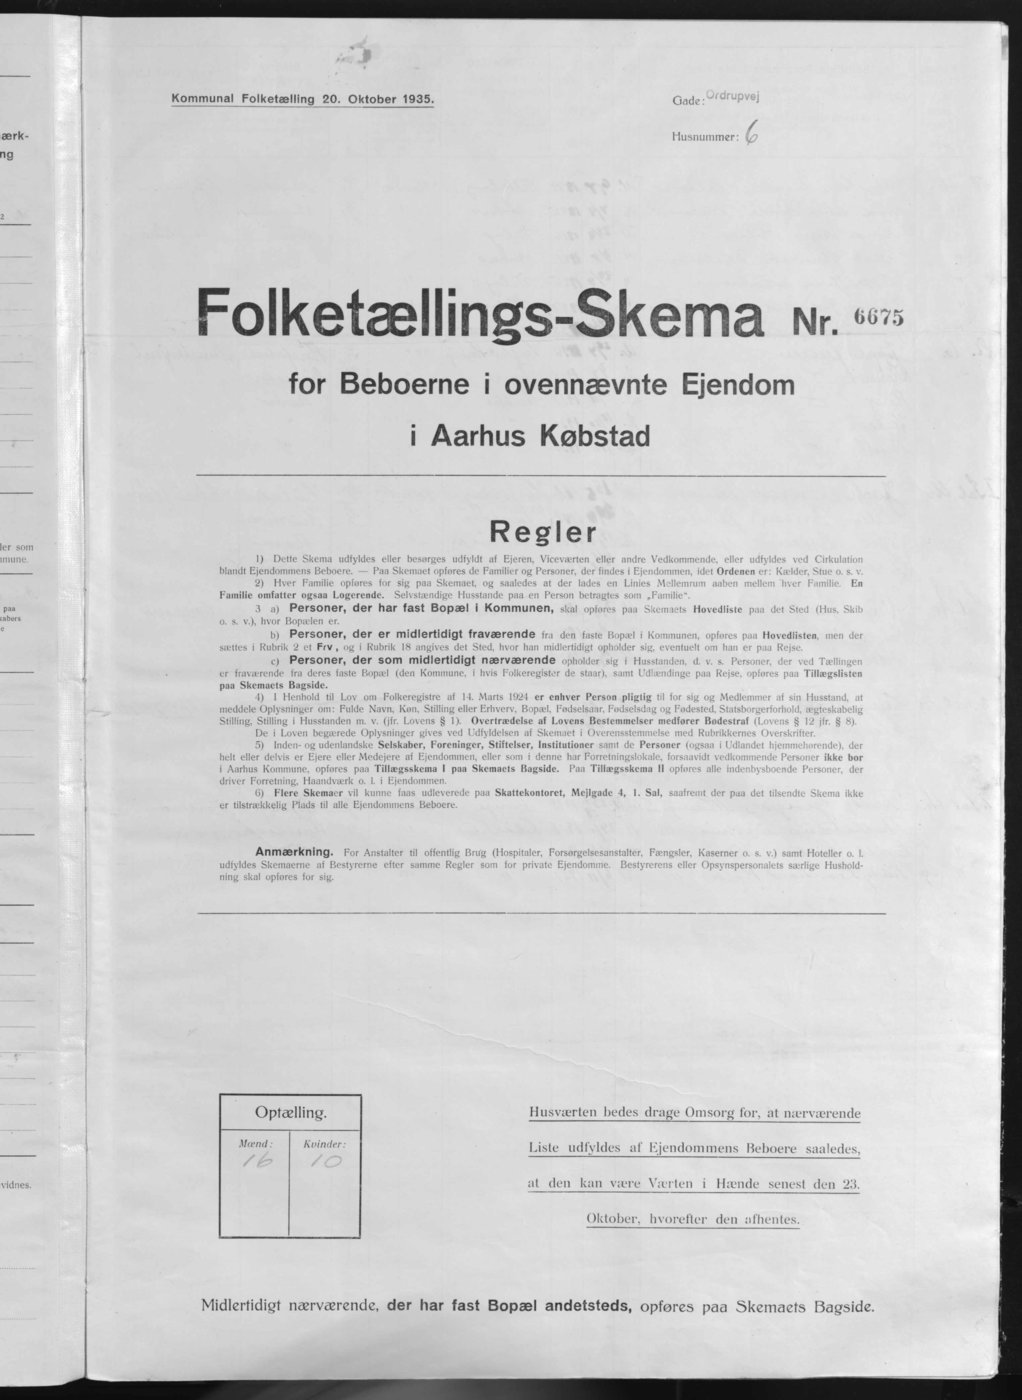 Kommunal Folketælling 20. Oktober 1935.
Gade: Ordrupvej
Husnummer: 6
ærk-
ng
2
Folketællings-Skema Nr. 6675
for Beboerne i ovennævnte Ejendom
i Aarhus Købstad
Regler
1) Dette Skema udfyldes eller besørges udfyldt af Ejeren, Viceværten eller andre Vedkommende, eller udfyldes ved Cirkulation
blandt Ejendommens Beboere. — Paa Skemaet opføres de Familier og Personer, der findes i Ejendommen, idet Ordenen er: Kælder, Stue o. s. v.
2) Hver Familie opføres for sig paa Skemaet, og saaledes at der lades en Linies Mellemrum aaben mellem hver Familie. En
Familie omfatter ogsaa Logerende. Selvstændige Husstande paa en Person betragtes som „Familie“.
3 a) Personer, der har fast Bopæl i Kommunen, skal opføres paa Skemaets Hovedliste paa det Sted (Hus, Skib
o. s. v.), hvor Bopælen er.
b) Personer, der er midlertidigt fraværende fra den faste Bopæl i Kommunen, opføres paa Hovedlisten, men der
sættes i Rubrik 2 et Frv, og i Rubrik 18 angives det Sted, hvor han midlertidigt opholder sig, eventuelt om han er paa Rejse.
c) Personer, der som midlertidigt nærværende opholder sig i Husstanden, d. v. s. Personer, der ved Tællingen
er fraværende fra deres faste Bopæl (den Kommune, i hvis Folkeregister de staar), samt Udlændinge paa Rejse, opføres paa Tillægslisten
paa Skemaets Bagside.
4) I Henhold til Lov om Folkeregistre af 14. Marts 1924 er enhver Person pligtig til for sig og Medlemmer af sin Husstand, at
meddele Oplysninger om: Fulde Navn, Køn, Stilling eller Erhverv, Bopæl, Fødselsaar, Fødselsdag og Fødested, Statsborgerforhold, ægteskabelig
Stilling, Stilling i Husstanden m. v. (jfr. Lovens § 1). Overtrædelse af Lovens Bestemmelser medfører Bødestraf (Lovens § 12 jfr. § 8).
De i Loven begærede Oplysninger gives ved Udfyldelsen af Skemaet i Overensstemmelse med Rubrikkernes Overskrifter.
5) Inden- og udenlandske Selskaber, Foreninger, Stiftelser, Institutioner samt de Personer (ogsaa i Udlandet hjemmehørende), der
helt eller delvis er Ejere eller Medejere af Ejendommen, eller som i denne har Forretningslokale, forsaavidt vedkommende Personer ikke bor
i Aarhus Kommune, opføres paa Tillægsskema I paa Skemaets Bagside. Paa Tillægsskema II opføres alle indenbysboende Personer, der
driver Forretning, Haandværk o. l. i Ejendommen.
6) Flere Skemaer vil kunne faas udleverede paa Skattekontoret, Mejlgade 4, 1. Sal, saafremt der paa det tilsendte Skema ikke
er tilstrækkelig Plads til alle Ejendommens Beboere.
Anmærkning. For Anstalter til offentlig Brug (Hospitaler, Forsørgelsesanstalter, Fængsler, Kaserner o. s. v.) samt Hoteller o. l.
udfyldes Skemaerne af Bestyrerne efter samme Regler som for private Ejendomme. Bestyrerens eller Opsynspersonalets særlige Hushold-
ning skal opføres for sig.
ler som
mune.
paa
kabers
e
vidnes.
Optælling.
Mænd: Kvinder:
16 10
Husværten bedes drage Omsorg for, at nærværende
Liste udfyldes af Ejendommens Beboere saaledes,
at den kan være Værten i Hænde senest den 23.
Oktober, hvorefter den afhentes.
Midlertidigt nærværende, der har fast Bopæl andetsteds, opføres paa Skemaets Bagside.